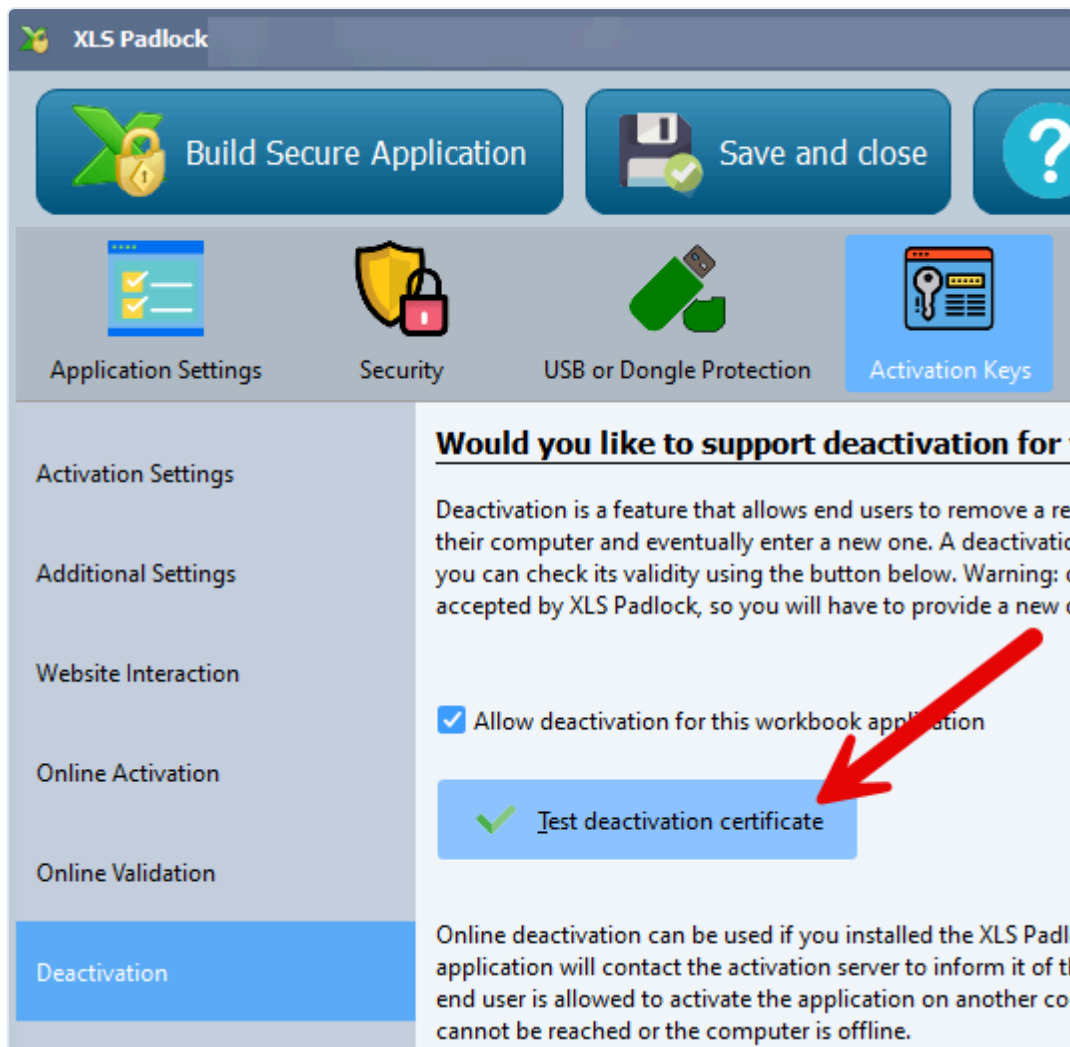 XLS Padlock
Build Secure Application
Save and close
?
Application Settings
Security
USB or Dongle Protection
Activation Keys
Activation Settings
Additional Settings
Website Interaction
Online Activation
Online Validation
Deactivation
Would you like to support deactivation for
Deactivation is a feature that allows end users to remove a re
their computer and eventually enter a new one. A deactivatio
you can check its validity using the button below. Warning:
accepted by XLS Padlock, so you will have to provide a new
Allow deactivation for this workbook application
Test deactivation certificate
Online deactivation can be used if you installed the XLS Padl
application will contact the activation server to inform it of t
end user is allowed to activate the application on another co
cannot be reached or the computer is offline.